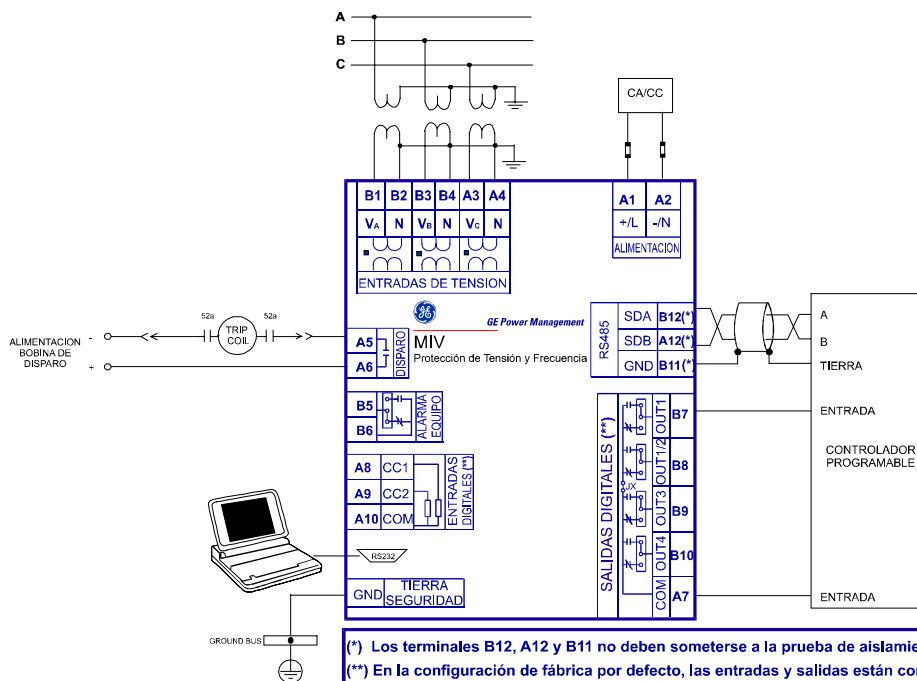 A
B
C
CA/CC
B1 B2 B3 B4 A3 A4
VA N VB N VC N
ENTRADAS DE TENSION
A1 A2
+/L -/N
ALIMENTACION
GE Power Management
MIV
Protección de Tensión y Frecuencia
ALIMENTACION
BOBINA DE
DISPARO
-
+
52a
TRIP
COIL
52a
A5
A6
DISPARO
B5
B6
ALARMA
EQUIPO
A8 CC1
A9 CC2
A10 COM
ENTRADAS
DIGITALES (**)
RS232
GND TIERRA
SEGURIDAD
GROUND BUS
RS485
SDA B12(*)
SDB A12(*)
GND B11(*)
SALIDAS DIGITALES (**)
JX
OUT1 B7
OUT1/2 B8
OUT3 B9
OUT4 B10
COM A7
A
B
TIERRA
ENTRADA
CONTROLADOR
PROGRAMABLE
ENTRADA
(*) Los terminales B12, A12 y B11 no deben someterse a la prueba de aislamie
(**) En la configuración de fábrica por defecto, las entradas y salidas están co